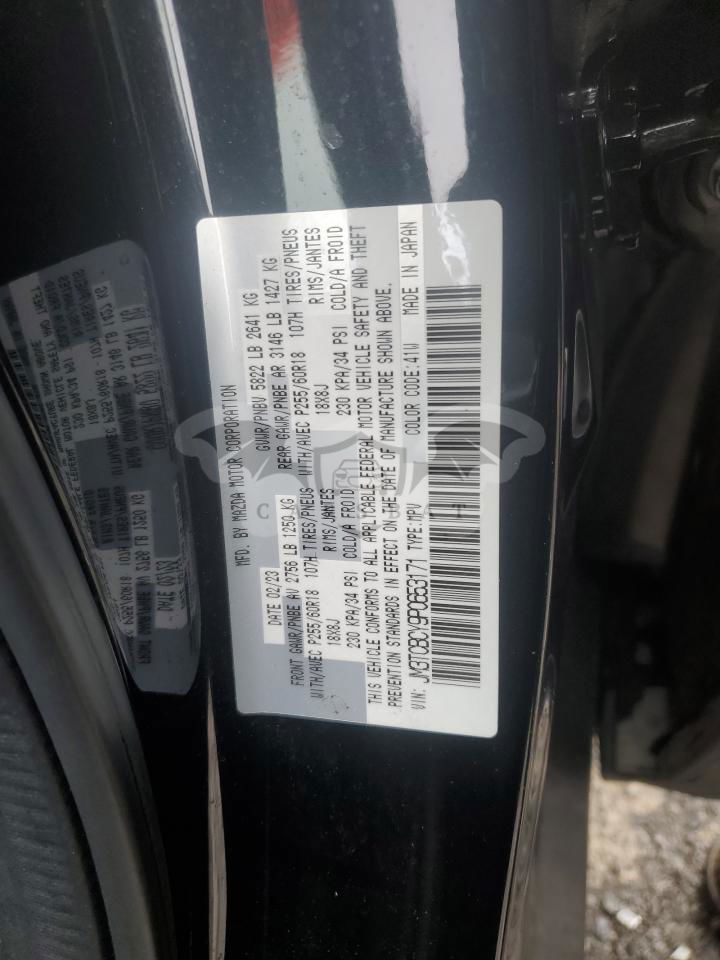 MFD. BY MAZDA MOTOR CORPORATION
DATE 02/23 GVWR/PNBV 5822 LB 2641 KG
FRONT GAWR/PNBE AV 2756 LB 1250 KG REAR GAWR/PNBE AR 3146 LB 1427 KG
WITH/AVEC P255/60R18 107H TIRES/PNEUS WITH/AVEC P255/60R18 107H TIRES/PNEUS
18X8J RIMS/JANTES 18X8J RIMS/JANTES
230 KPA/34 PSI COLD/A FROID 230 KPA/34 PSI COLD/A FROID
THIS VEHICLE CONFORMS TO ALL APPLICABLE FEDERAL MOTOR VEHICLE SAFETY AND THEFT
PREVENTION STANDARDS IN EFFECT ON THE DATE OF MANUFACTURE SHOWN ABOVE.
VIN: JM3TCBCY9P0653171 TYPE:MPV COLOR CODE:41W MADE IN JAPAN